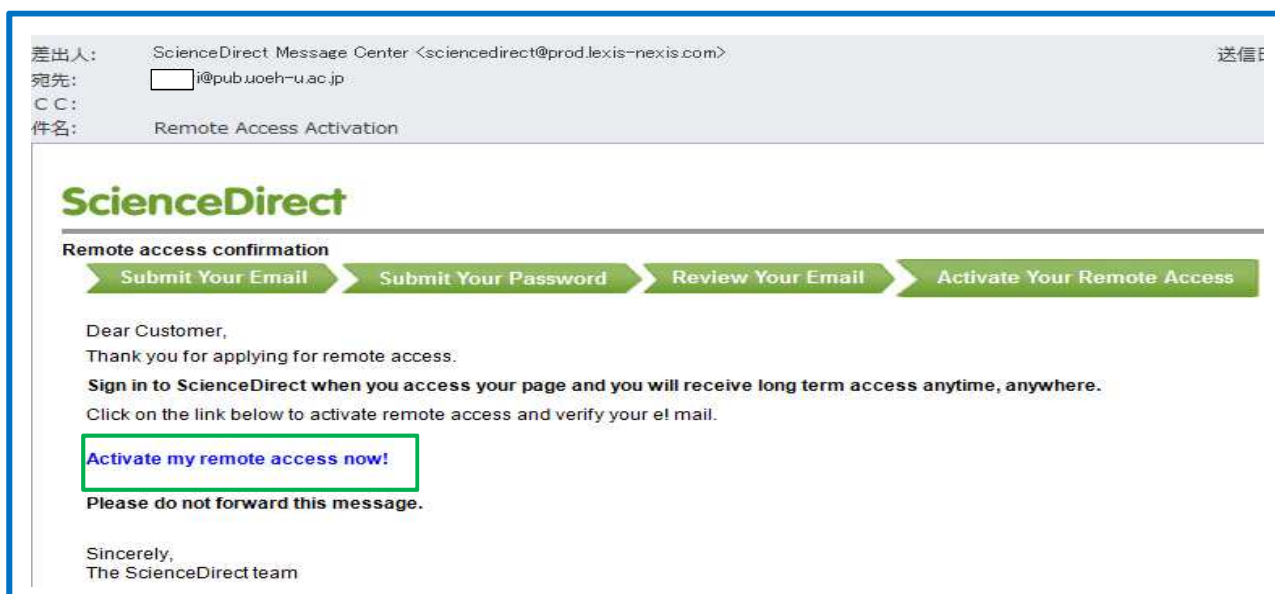 差出人: ScienceDirect Message Center <sciencedirect@prod.lexis-nexis.com> 送信日
宛先: i@pub.uoeh-u.ac.jp
CC:
件名: Remote Access Activation
ScienceDirect
Remote access confirmation
Submit Your Email Submit Your Password Review Your Email Activate Your Remote Access
Dear Customer,
Thank you for applying for remote access.
Sign in to ScienceDirect when you access your page and you will receive long term access anytime, anywhere.
Click on the link below to activate remote access and verify your e! mail.
Activate my remote access now!
Please do not forward this message.
Sincerely,
The ScienceDirect team